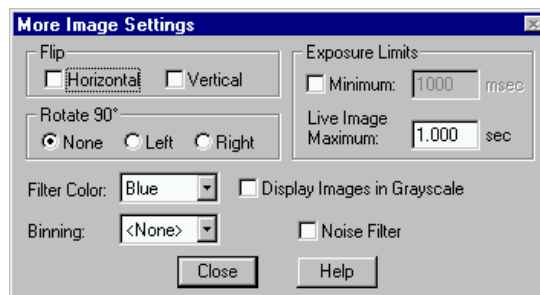 More Image Settings
Flip
Horizontal
Vertical
Rotate 90°
None
Left
Right
Exposure Limits
Minimum: 1000 msec
Live Image
Maximum: 1.000 sec
Filter Color: Blue
Display Images in Grayscale
Binning: <None>
Noise Filter
Close
Help